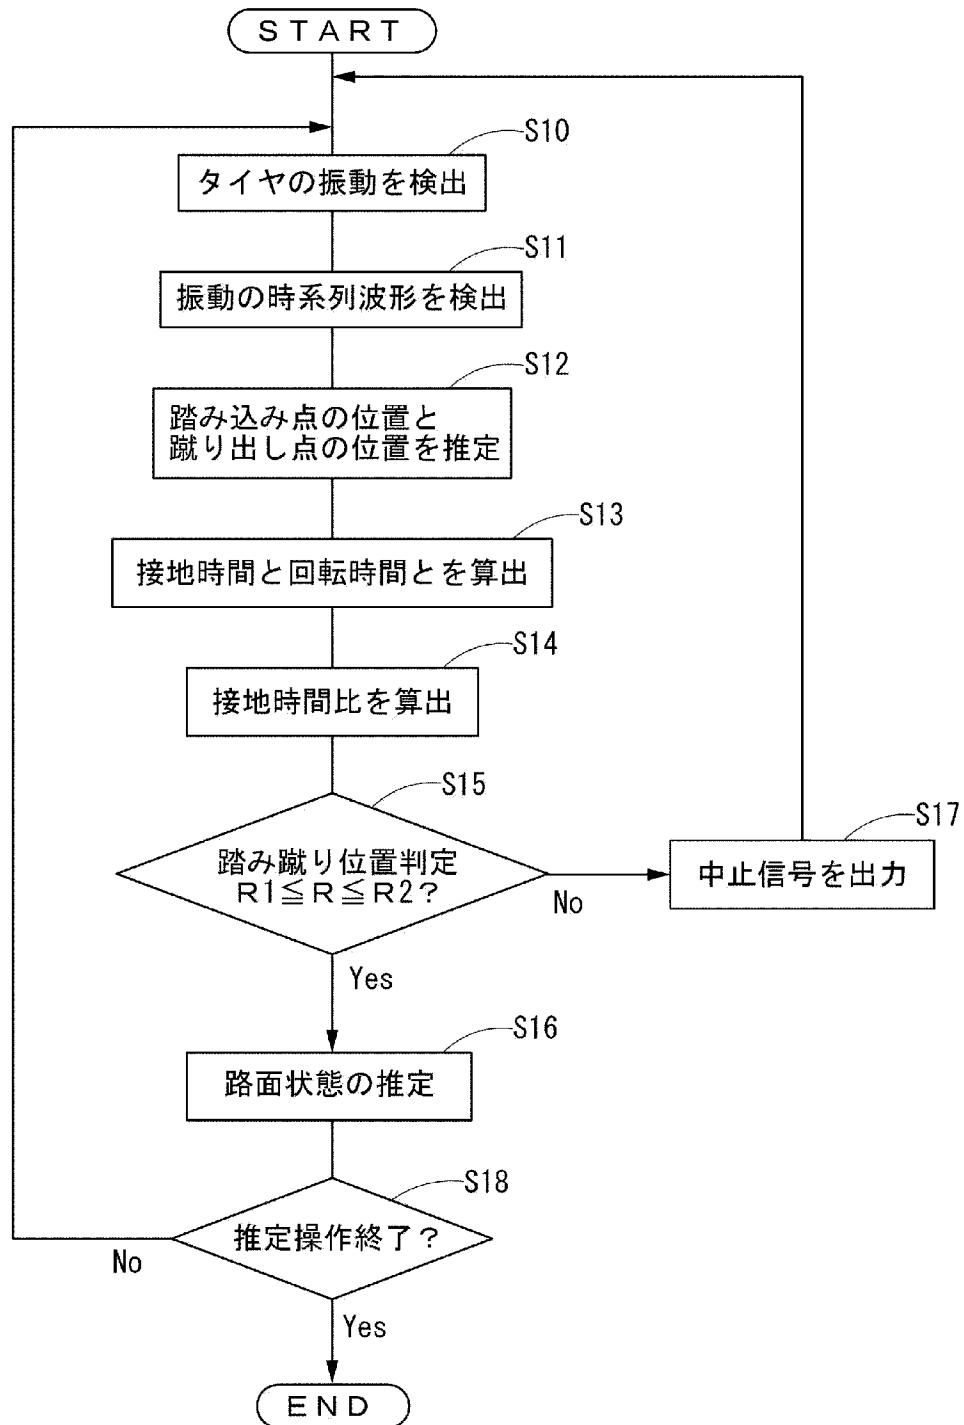 START
S10
タイヤの振動を検出
S11
振動の時系列波形を検出
S12
踏み込み点の位置と
蹴り出し点の位置を推定
S13
接地時間と回転時間とを算出
S14
接地時間比を算出
S15
踏み蹴り位置判定
R1≦R≦R2?
No
S17
中止信号を出力
Yes
S16
路面状態の推定
S18
推定操作終了?
No
Yes
END